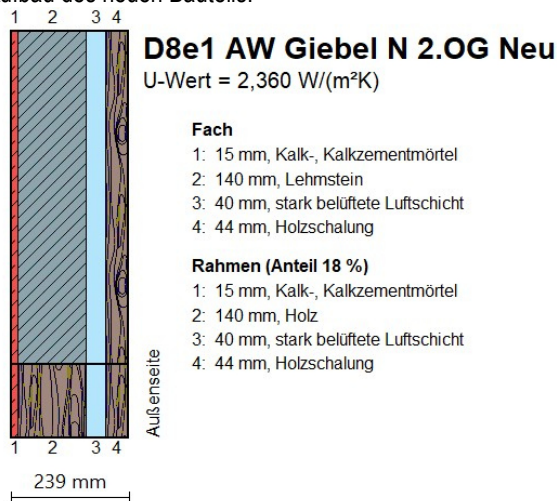 1 2 3 4
D8e1 AW Giebel N 2.OG Neu
U-Wert = 2,360 W/(m²K)
Fach
1: 15 mm, Kalk-, Kalkzementmörtel
2: 140 mm, Lehmstein
3: 40 mm, stark belüftete Luftschicht
4: 44 mm, Holzschalung
Rahmen (Anteil 18 %)
1: 15 mm, Kalk-, Kalkzementmörtel
2: 140 mm, Holz
3: 40 mm, stark belüftete Luftschicht
4: 44 mm, Holzschalung
Außenseite
1 2 3 4
239 mm